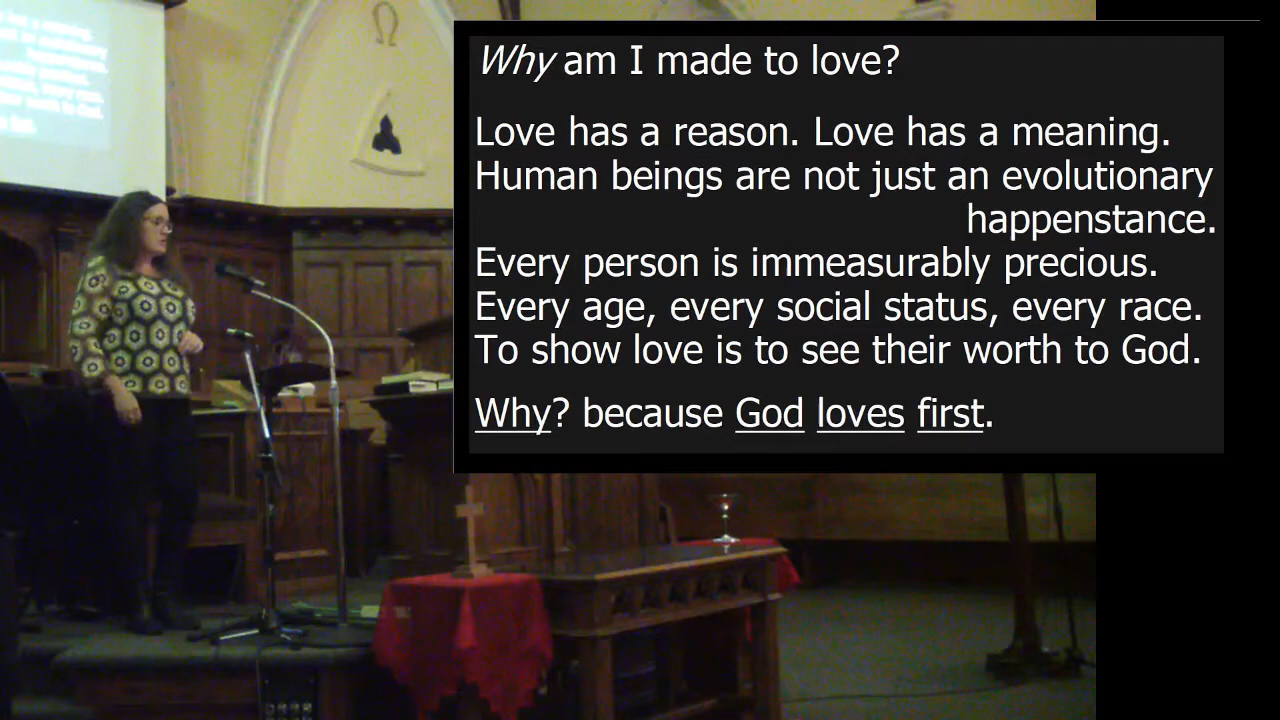 Why am I made to love?
Love has a reason. Love has a meaning.
Human beings are not just an evolutionary
happenstance.
Every person is immeasurably precious.
Every age, every social status, every race.
To show love is to see their worth to God.
Why? because God loves first.